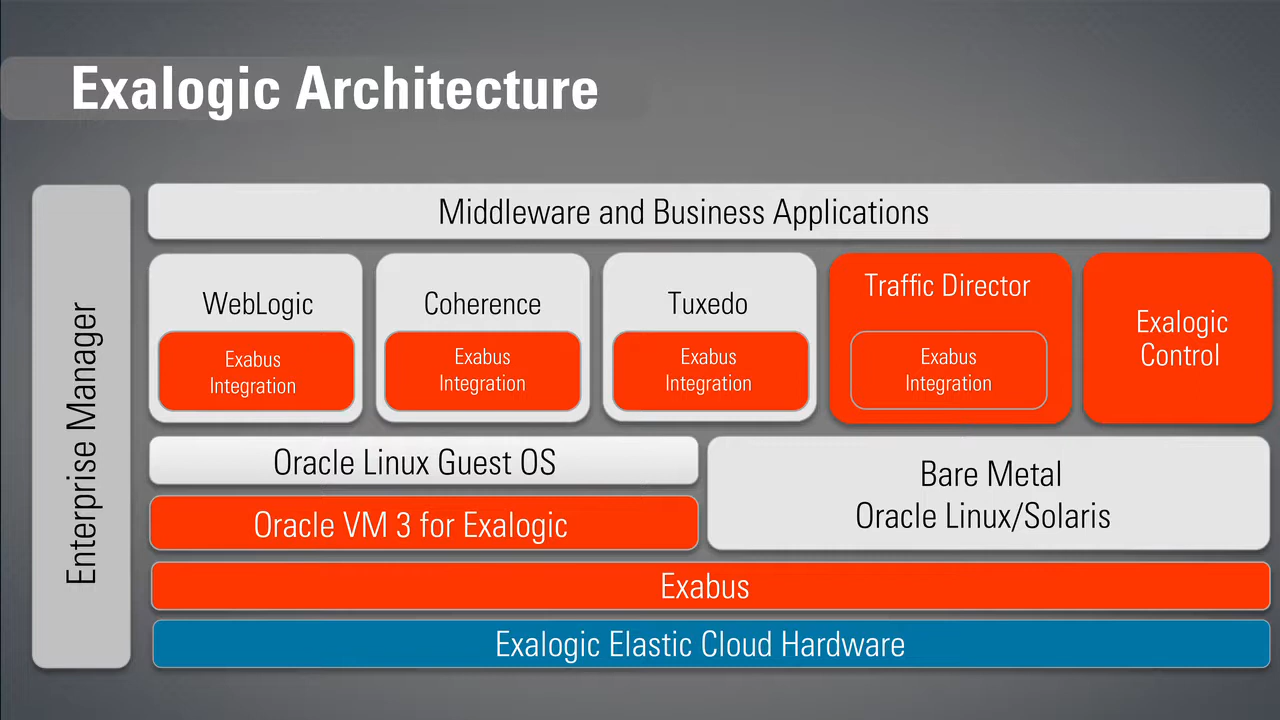 Exalogic Architecture
Enterprise Manager
Middleware and Business Applications
WebLogic
Exabus
Integration
Coherence
Exabus
Integration
Tuxedo
Exabus
Integration
Traffic Director
Exabus
Integration
Exalogic
Control
Oracle Linux Guest OS
Oracle VM 3 for Exalogic
Bare Metal
Oracle Linux/Solaris
Exabus
Exalogic Elastic Cloud Hardware